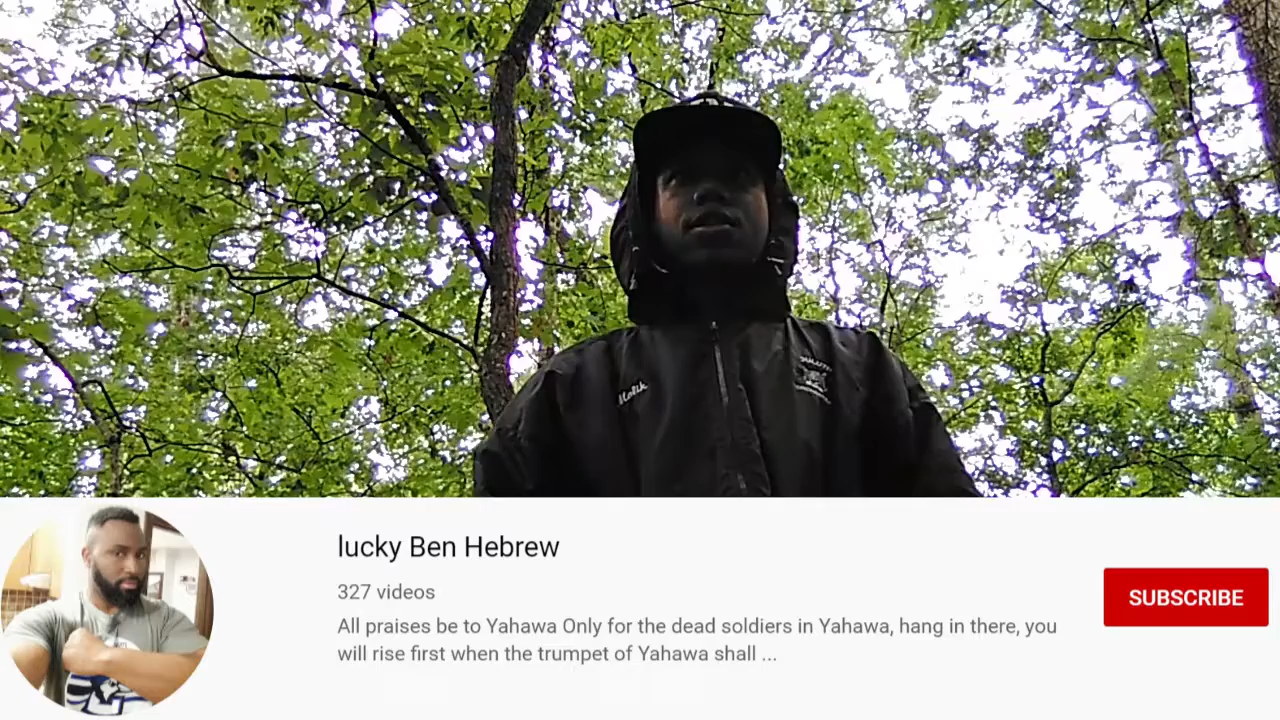 Malik
lucky Ben Hebrew
327 videos
All praises be to Yahawa Only for the dead soldiers in Yahawa, hang in there, you
will rise first when the trumpet of Yahawa shall ...
SUBSCRIBE